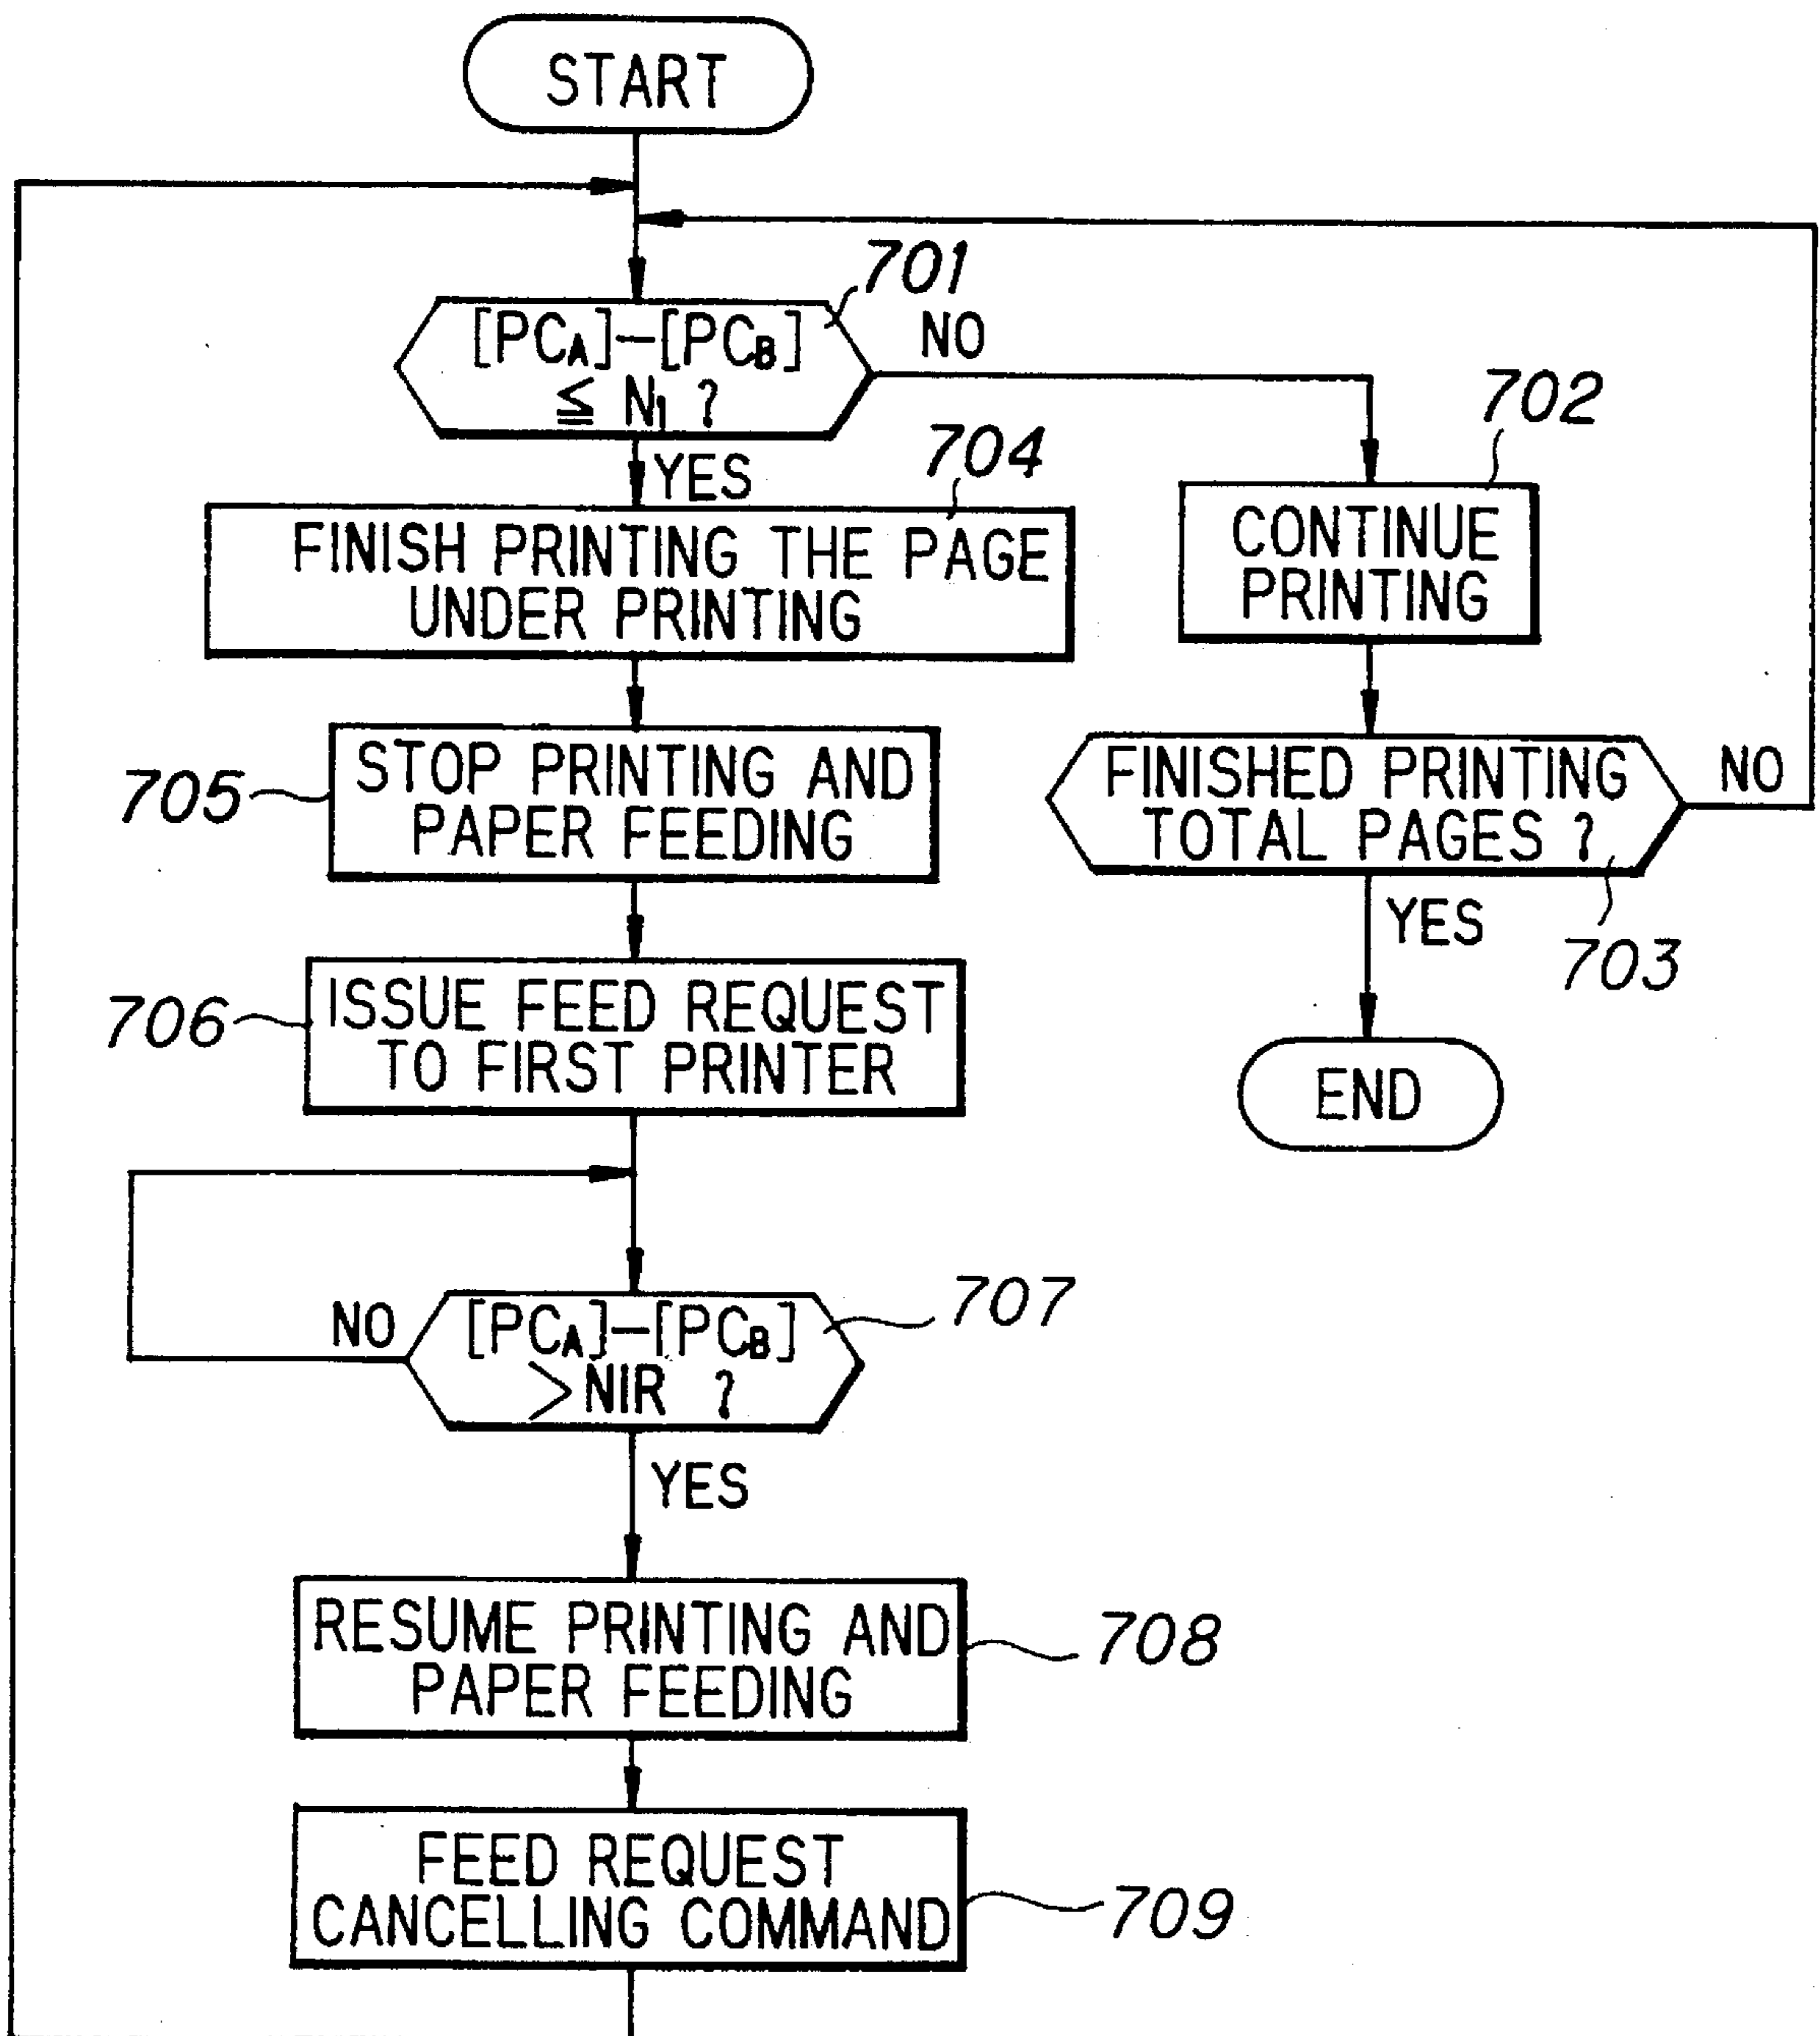 START
701
[PCA]-[PCB]
≦ N1 ?
NO
YES
702
CONTINUE
PRINTING
704
FINISH PRINTING THE PAGE
UNDER PRINTING
705
STOP PRINTING AND
PAPER FEEDING
FINISHED PRINTING
TOTAL PAGES ?
NO
YES
703
END
706
ISSUE FEED REQUEST
TO FIRST PRINTER
707
[PCA]-[PCB]
>NIR ?
NO
YES
RESUME PRINTING AND
PAPER FEEDING
708
FEED REQUEST
CANCELLING COMMAND
709